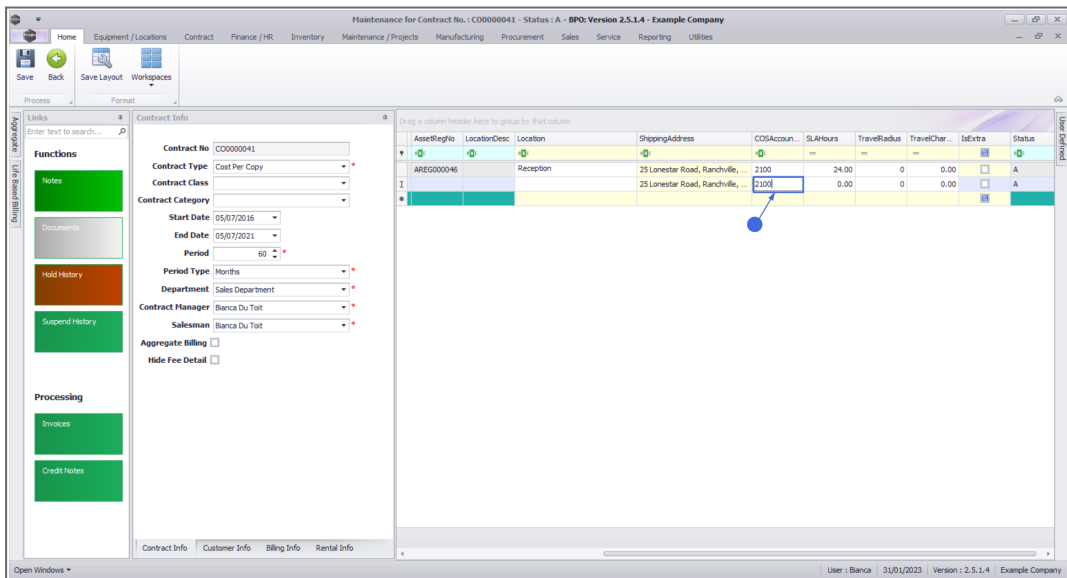 Maintenance for Contract No. : CO0000041 - Status : A - BPO: Version 2.5.1.4 - Example Company
Home Equipment / Locations Contract Finance / HR Inventory Maintenance / Projects Manufacturing Procurement Sales Service Reporting Utilities
Save Back Save Layout Workspaces
Process Format
Links
Enter text to search...
Functions
Notes
Documents
Hold History
Suspend History
Processing
Invoices
Credit Notes
Aggregate
Life Based Billing
Contract Info
Contract No CO0000041
Contract Type Cost Per Copy *
Contract Class
Contract Category
Start Date 05/07/2016
End Date 05/07/2021
Period 60 *
Period Type Months *
Department Sales Department *
Contract Manager Bianca Du Toit *
Salesman Bianca Du Toit *
Aggregate Billing
Hide Fee Detail
Contract Info Customer Info Billing Info Rental Info
Drag a column header here to group by that column
AssetRegNo LocationDesc Location ShippingAddress COSAccoun... SLAHours TravelRadius TravelChar... IsExtra Status
AREG000046 Reception 25 Lonestar Road, Ranchville, ... 2100 24.00 0 0.00 A
25 Lonestar Road, Ranchville, ... 2100 0.00 0 0.00 A
User Defined
Open Windows User : Bianca 31/01/2023 Version : 2.5.1.4 Example Company